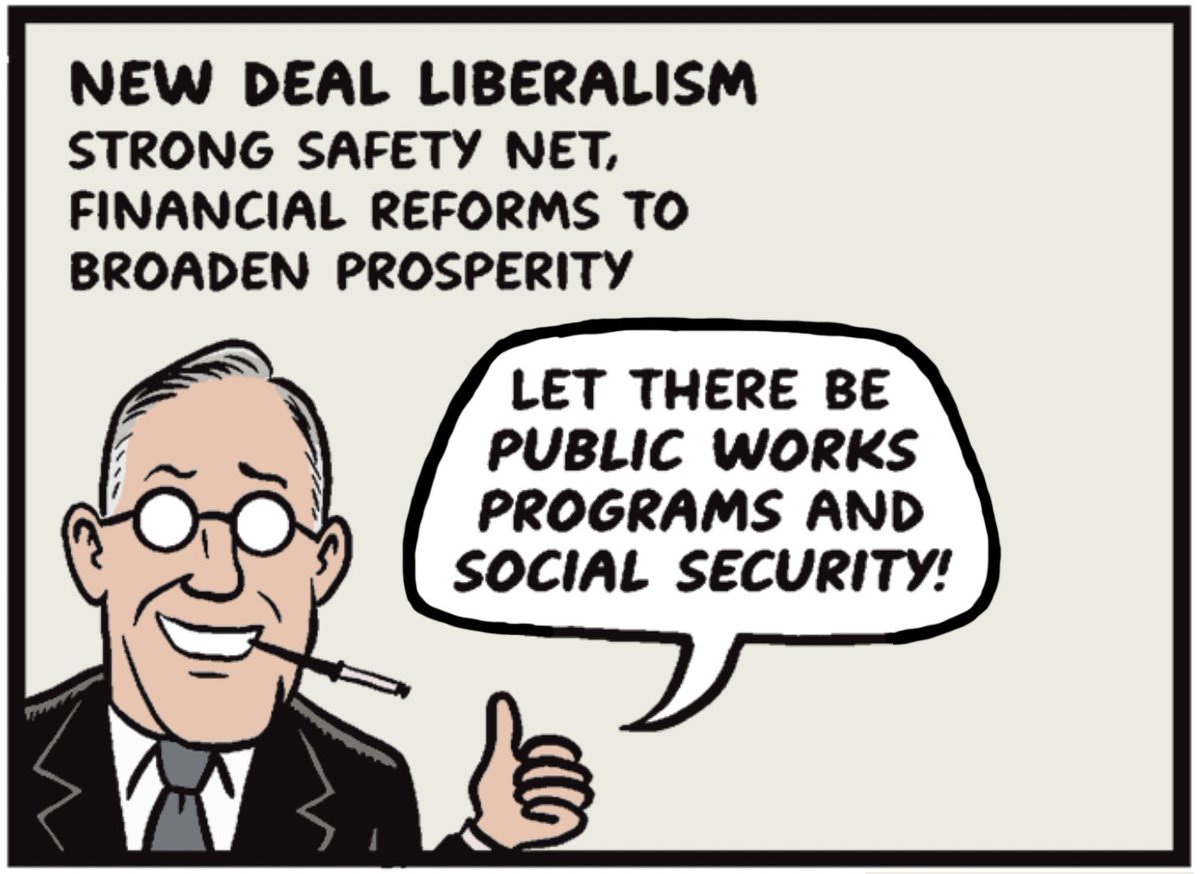 NEW DEAL LIBERALISM
STRONG SAFETY NET,
FINANCIAL REFORMS TO
BROADEN PROSPERITY
LET THERE BE
PUBLIC WORKS
PROGRAMS AND
SOCIAL SECURITY!